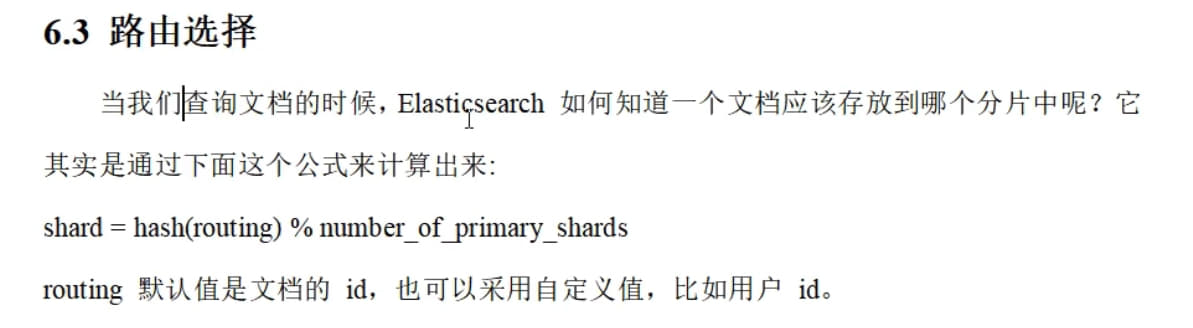 6.3 路由选择
当我们查询文档的时候，Elasticsearch 如何知道一个文档应该存放到哪个分片中呢？它
其实是通过下面这个公式来计算出来:
shard = hash(routing) % number_of_primary_shards
routing 默认值是文档的 id，也可以采用自定义值，比如用户 id。